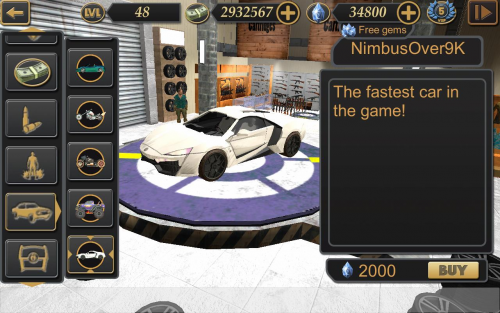 LVL 48 2932567 34800 5
Free gems
NimbusOver9K
The fastest car in
the game!
2000 BUY